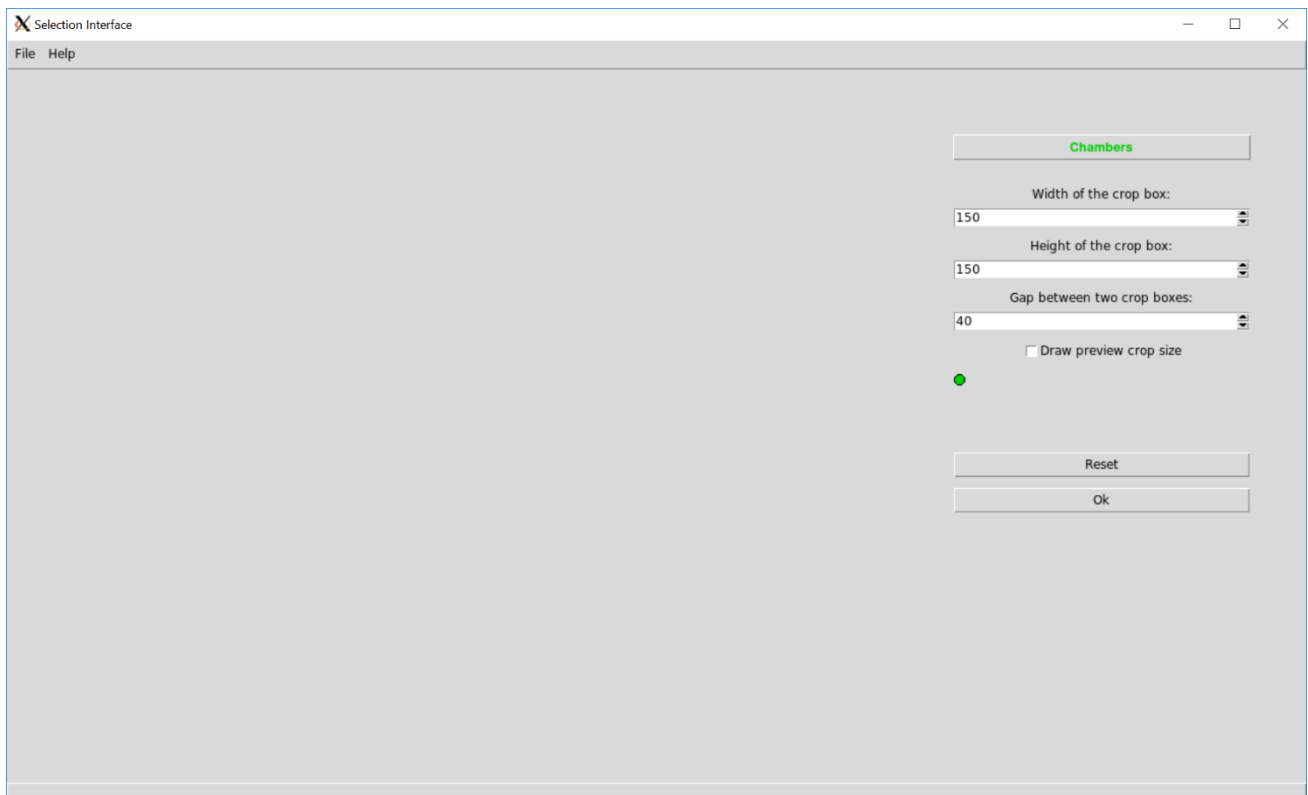 Selection Interface
File Help
Chambers
Width of the crop box:
150
Height of the crop box:
150
Gap between two crop boxes:
40
Draw preview crop size
Reset
Ok